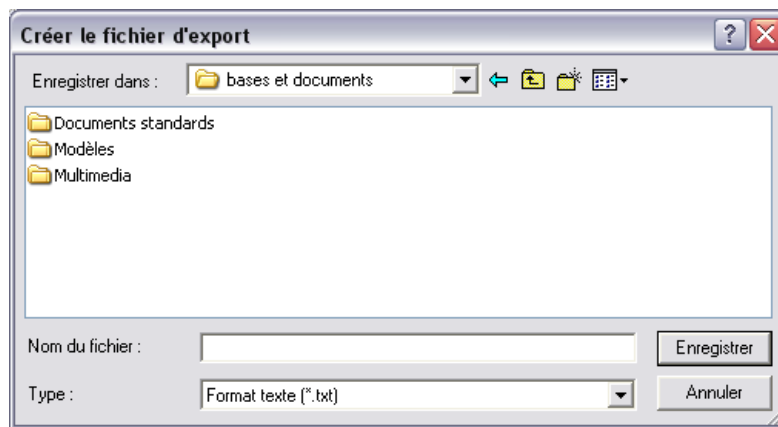 Créer le fichier d'export
Enregistrer dans : bases et documents
Documents standards
Modèles
Multimedia
Nom du fichier : Enregistrer
Type : Format texte (*.txt) Annuler